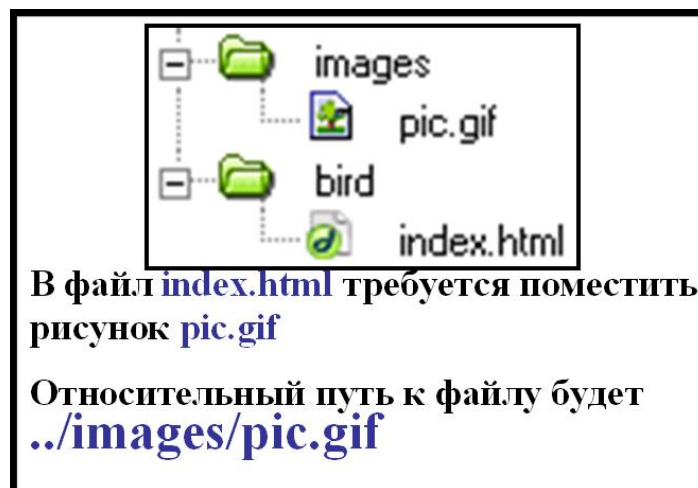 images
pic.gif
bird
index.html
В файл index.html требуется поместить
рисунок pic.gif
Относительный путь к файлу будет
../images/pic.gif